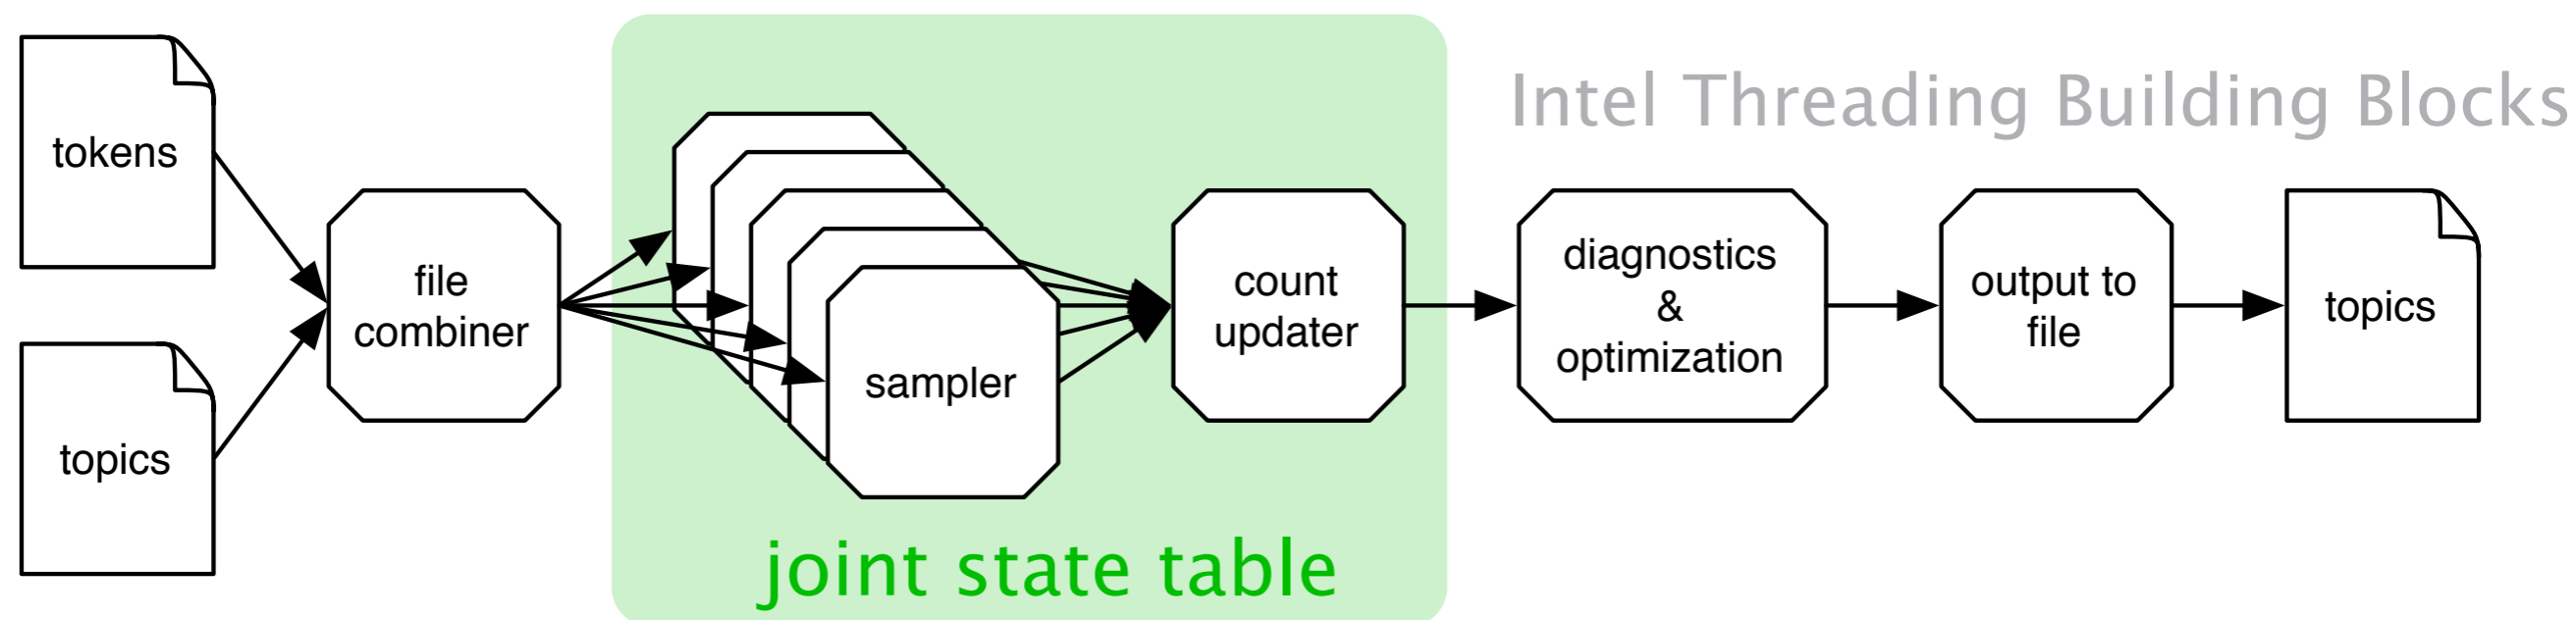 Intel Threading Building Blocks
tokens
topics
file
combiner
sampler
count
updater
joint state table
diagnostics
&
optimization
output to
file
topics